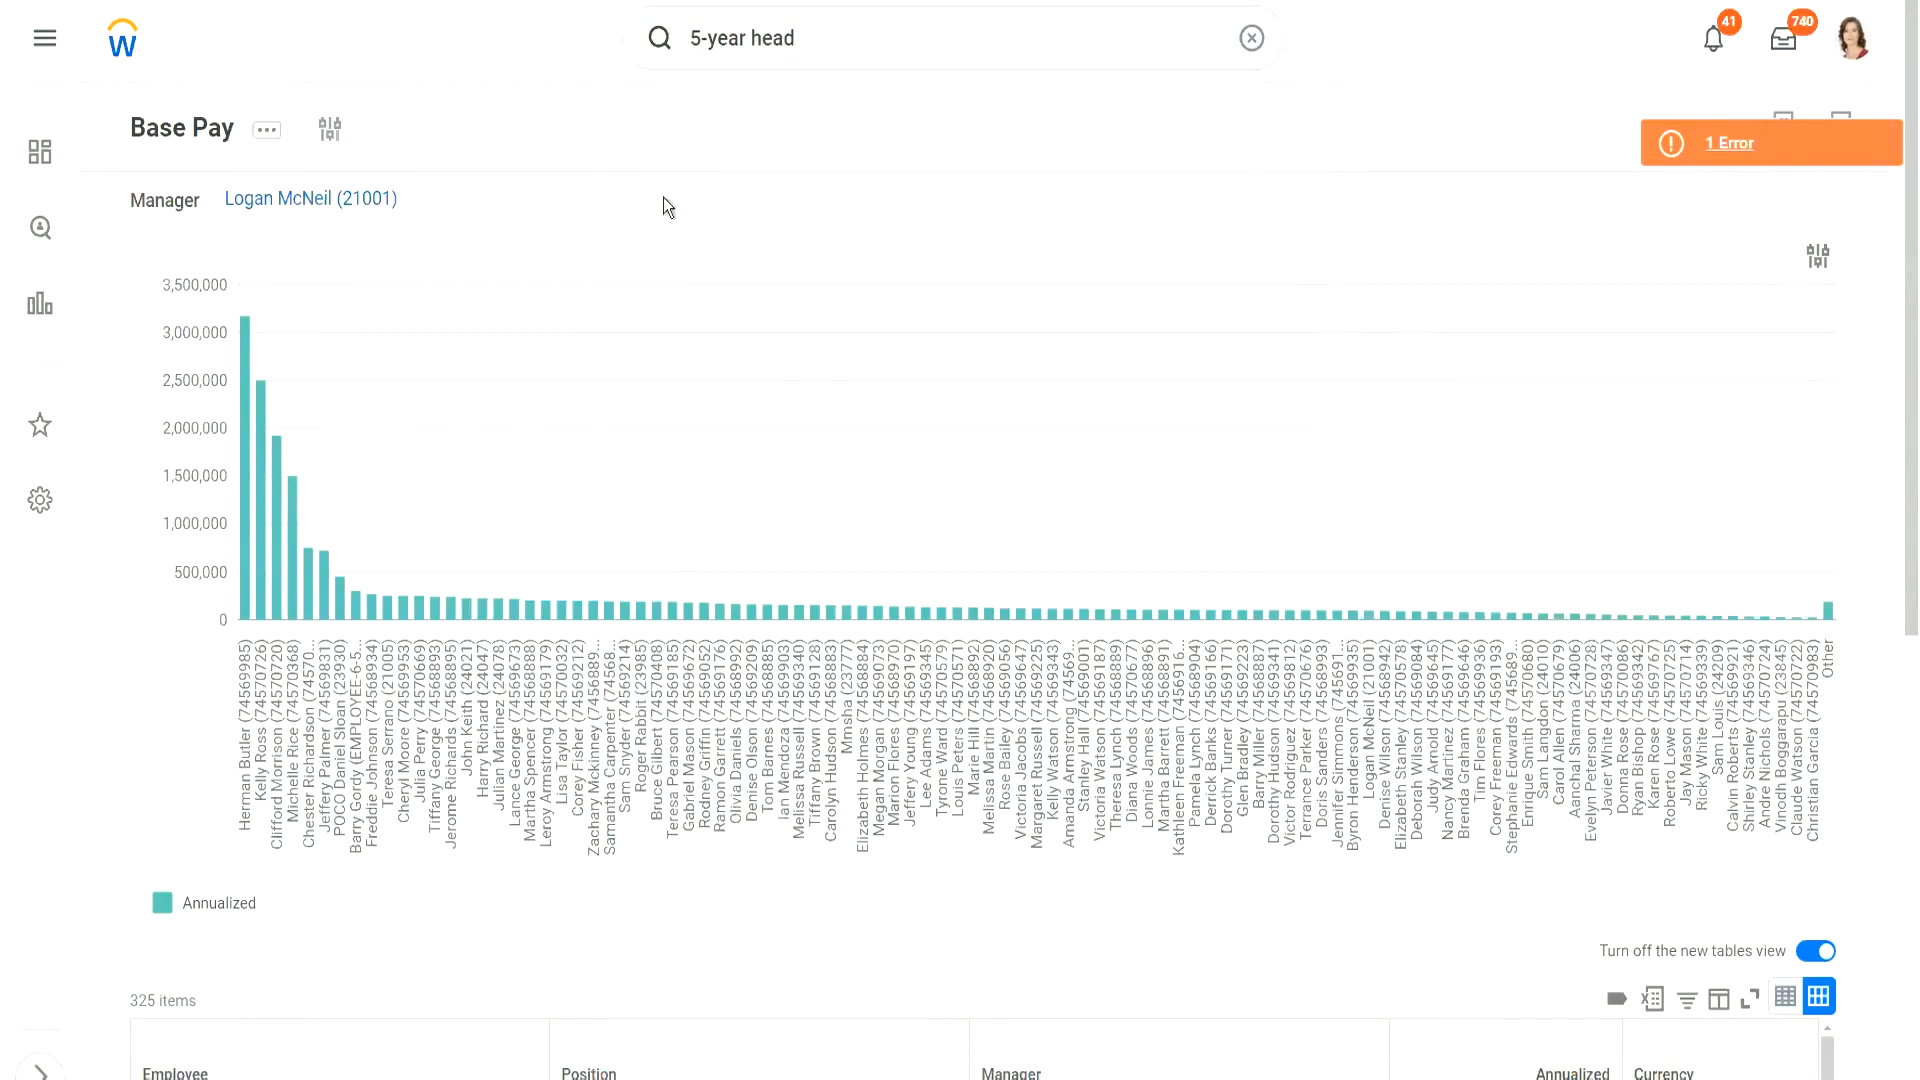 W
5-year head
41
740
Base Pay
1 Error
Manager
Logan McNeil (21001)
3,500,000
3,000,000
2,500,000
2,000,000
1,500,000
1,000,000
500,000
0
Herman Butler (74569985)
Kelly Ross (74570726)
Clifford Morrison (74570720)
Michelle Rice (74570368)
Chester Richardson (74570...
Jeffery Palmer (74569831)
POCO Daniel Sloan (23930)
Barry Gordy (EMPLOYEE-6-5...
Freddie Johnson (74568934)
Teresa Serrano (21005)
Cheryl Moore (74569953)
Julia Perry (74570669)
Tiffany George (74568893)
Jerome Richards (74568895)
John Keith (24021)
Harry Richard (24047)
Julian Martinez (24078)
Lance George (74569673)
Martha Spencer (74568888)
Leroy Armstrong (74569179)
Lisa Taylor (74570032)
Corey Fisher (74569212)
Zachary Mckinney (74568889...
Samantha Carpenter (74568...
Sam Snyder (74569214)
Roger Rabbit (23985)
Bruce Gilbert (74570408)
Teresa Pearson (74569185)
Gabriel Mason (74569672)
Rodney Griffin (74569052)
Ramon Garrett (74569176)
Olivia Daniels (74568992)
Denise Olson (74569209)
Tom Barnes (74568885)
Ian Mendoza (74569003)
Melissa Russell (74569340)
Tiffany Brown (74569128)
Carolyn Hudson (74568883)
Mmsha (23777)
Elizabeth Holmes (74568884)
Megan Morgan (74569073)
Marion Flores (74568970)
Jeffery Young (74569197)
Lee Adams (74569345)
Tyrone Ward (74570579)
Louis Peters (74570571)
Marie Hill (74568892)
Melissa Martin (74568920)
Rose Bailey (74569056)
Victoria Jacobs (74569647)
Margaret Russell (74569225)
Kelly Watson (74569343)
Amanda Armstrong (74569...
Stanley Hall (74569001)
Victoria Watson (74569187)
Theresa Lynch (74568889)
Diana Woods (74570677)
Lonnie James (74568896)
Martha Barrett (74568891)
Kathleen Freeman (7456916...
Pamela Lynch (74568904)
Derrick Banks (74569166)
Dorothy Turner (74569171)
Glen Bradley (74569223)
Barry Miller (74568887)
Dorothy Hudson (74569341)
Victor Rodriguez (74569812)
Terrance Parker (74570676)
Doris Sanders (74568993)
Jennifer Simmons (745691...
Byron Henderson (74569935)
Logan McNeil (21001)
Denise Wilson (74568942)
Elizabeth Stanley (74570578)
Deborah Wilson (74569084)
Judy Arnold (74569645)
Nancy Martinez (74569177)
Brenda Graham (74569646)
Tim Flores (74569936)
Corey Freeman (74569193)
Stephanie Edwards (745689...
Enrique Smith (74570680)
Sam Langdon (24010)
Carol Allen (74570679)
Aanchal Sharma (24006)
Evelyn Peterson (74570728)
Javier White (74569347)
Donna Rose (74570086)
Ryan Bishop (74569342)
Karen Rose (74569767)
Roberto Lowe (74570725)
Jay Mason (74570714)
Ricky White (74569339)
Sam Louis (24209)
Calvin Roberts (74569921)
Shirley Stanley (74569346)
Andre Nichols (74570724)
Vinodh Boggarapu (23845)
Claude Watson (74570722)
Christian Garcia (74570983)
Other
Annualized
Turn off the new tables view
325 items
Employee
Position
Manager
Annualized
Currency